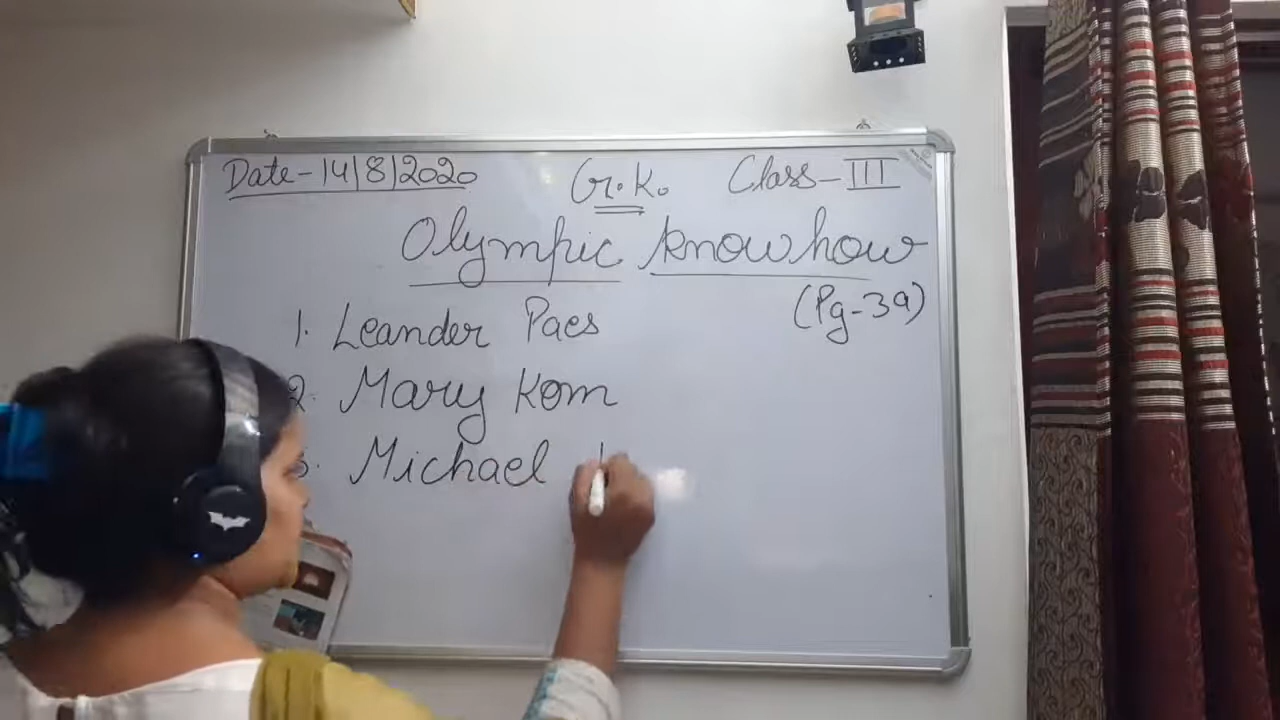 Date-14/8/2020 G.K. Class-III
Olympic knowhow
(Pg-39)
1. Leander Paes
2. Mary Kom
3. Michael